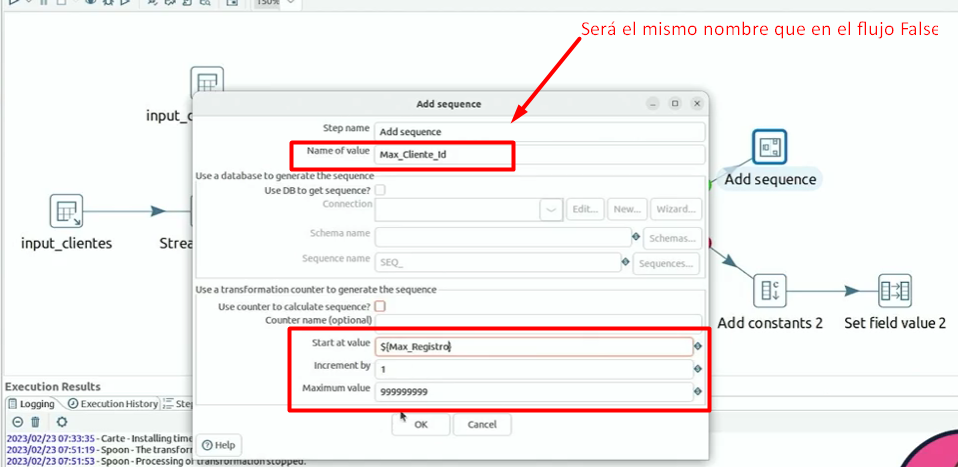 150%
Será el mismo nombre que en el flujo False
input_c
Add sequence
Step name Add sequence
Name of value Max_Cliente_Id
Use a database to generate the sequence
Use DB to get sequence?
Connection Edit... New... Wizard...
Schema name Schemas...
Sequence name SEQ_ Sequences...
Use a transformation counter to generate the sequence
Use counter to calculate sequence?
Counter name (optional)
Start at value ${Max_Registro}
Increment by 1
Maximum value 999999999
OK Cancel
Help
input_clientes
Strea
Add sequence
Add constants 2
Set field value 2
Execution Results
Logging Execution History Step
2023/02/23 07:33:35 - Carte - Installing time
2023/02/23 07:51:19 - Spoon - The transfor
2023/02/23 07:51:53 - Spoon - Processing of transformation stopped.